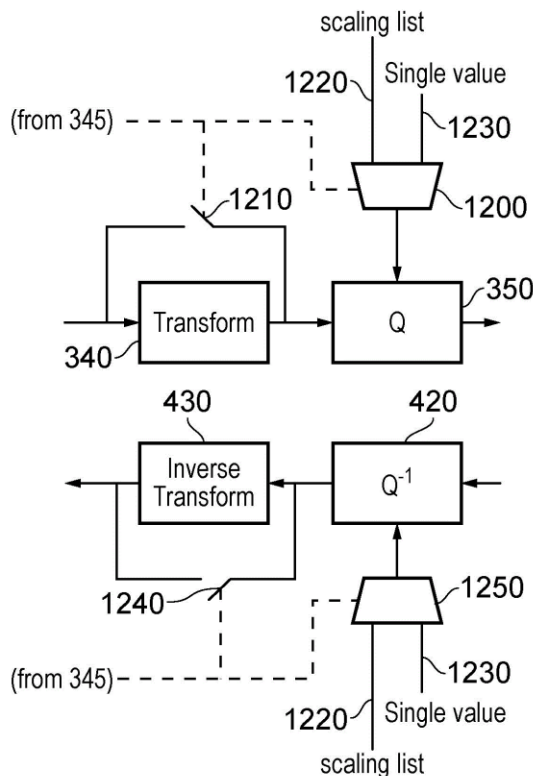 scaling list
1220
Single value
1230
(from 345)
1210
1200
350
Transform
Q
340
430
420
Inverse
Transform
Q-1
1240
1250
(from 345)
1230
1220
Single value
scaling list